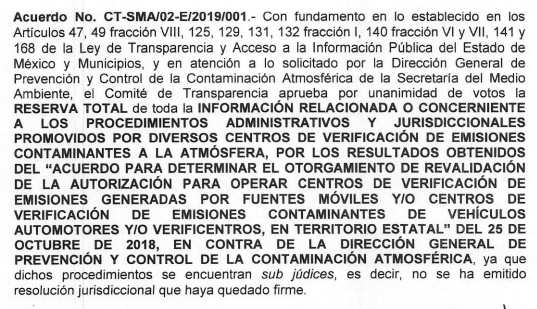 Acuerdo No. CT-SMA/02-E/2019/001.- Con fundamento en lo establecido en los
Artículos 47, 49 fracción VIII, 125, 129, 131, 132 fracción I, 140 fracción VI y VII, 141 y
168 de la Ley de Transparencia y Acceso a la Información Pública del Estado de
México y Municipios, y en atención a lo solicitado por la Dirección General de
Prevención y Control de la Contaminación Atmosférica de la Secretaría del Medio
Ambiente, el Comité de Transparencia aprueba por unanimidad de votos la
RESERVA TOTAL de toda la INFORMACIÓN RELACIONADA O CONCERNIENTE
A LOS PROCEDIMIENTOS ADMINISTRATIVOS Y JURISDICCIONALES
PROMOVIDOS POR DIVERSOS CENTROS DE VERIFICACIÓN DE EMISIONES
CONTAMINANTES A LA ATMÓSFERA, POR LOS RESULTADOS OBTENIDOS
DEL “ACUERDO PARA DETERMINAR EL OTORGAMIENTO DE REVALIDACIÓN
DE LA AUTORIZACIÓN PARA OPERAR CENTROS DE VERIFICACIÓN DE
EMISIONES GENERADAS POR FUENTES MÓVILES Y/O CENTROS DE
VERIFICACIÓN DE EMISIONES CONTAMINANTES DE VEHÍCULOS
AUTOMOTORES Y/O VERIFICENTROS, EN TERRITORIO ESTATAL” DEL 25 DE
OCTUBRE DE 2018, EN CONTRA DE LA DIRECCIÓN GENERAL DE
PREVENCIÓN Y CONTROL DE LA CONTAMINACIÓN ATMOSFÉRICA, ya que
dichos procedimientos se encuentran sub júdices, es decir, no se ha emitido
resolución jurisdiccional que haya quedado firme.